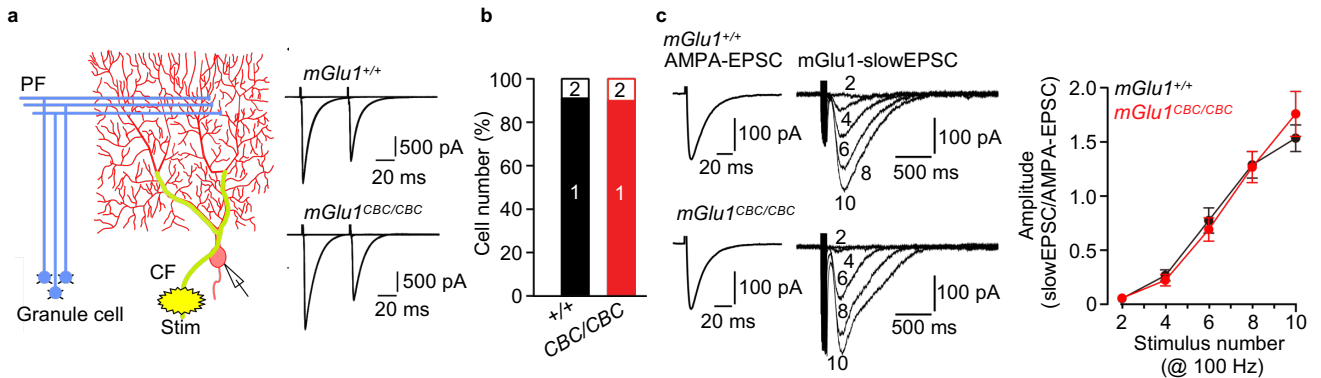 a
PF
CF
Granule cell
Stim
mGlu1+/+
500 pA
20 ms
mGlu1CBC/CBC
500 pA
20 ms
b
Cell number (%)
100
80
60
40
20
0
2
2
1
1
+/+
CBC/CBC
c
mGlu1+/+
AMPA-EPSC
mGlu1-slowEPSC
100 pA
20 ms
2
4
6
8
10
100 pA
500 ms
mGlu1CBC/CBC
100 pA
20 ms
2
4
6
8
10
100 pA
500 ms
Amplitude
(slowEPSC/AMPA-EPSC)
2.0
1.5
1.0
0.5
0
mGlu1+/+
mGlu1CBC/CBC
2
4
6
8
10
Stimulus number
(@ 100 Hz)